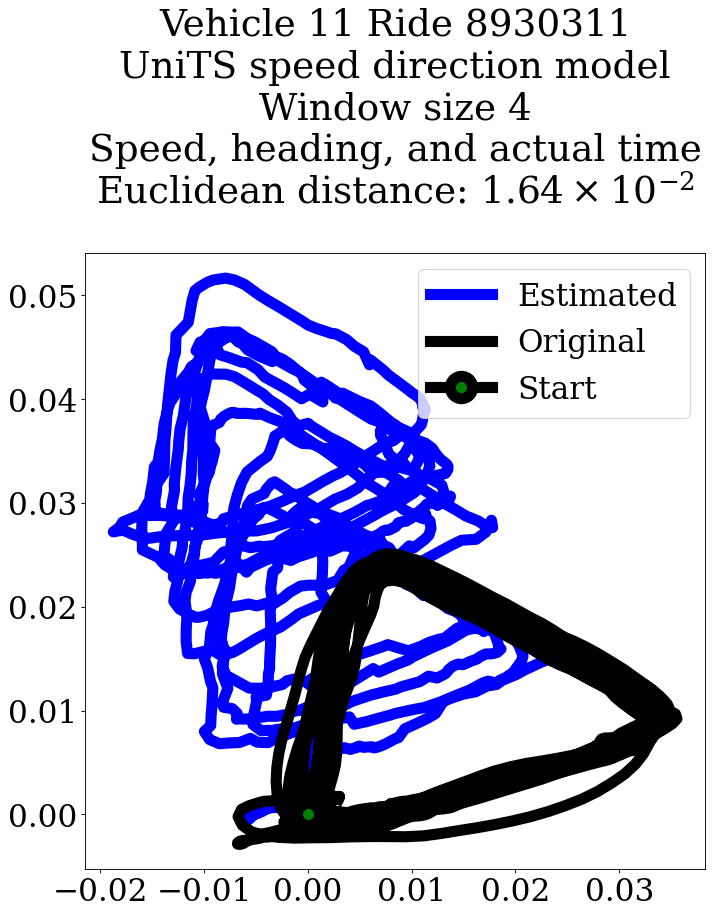 Vehicle 11 Ride 8930311
UniTS speed direction model
Window size 4
Speed, heading, and actual time
Euclidean distance: 1.64 × 10⁻²
Estimated
Original
Start
0.05
0.04
0.03
0.02
0.01
0.00
−0.02 −0.01 0.00 0.01 0.02 0.03